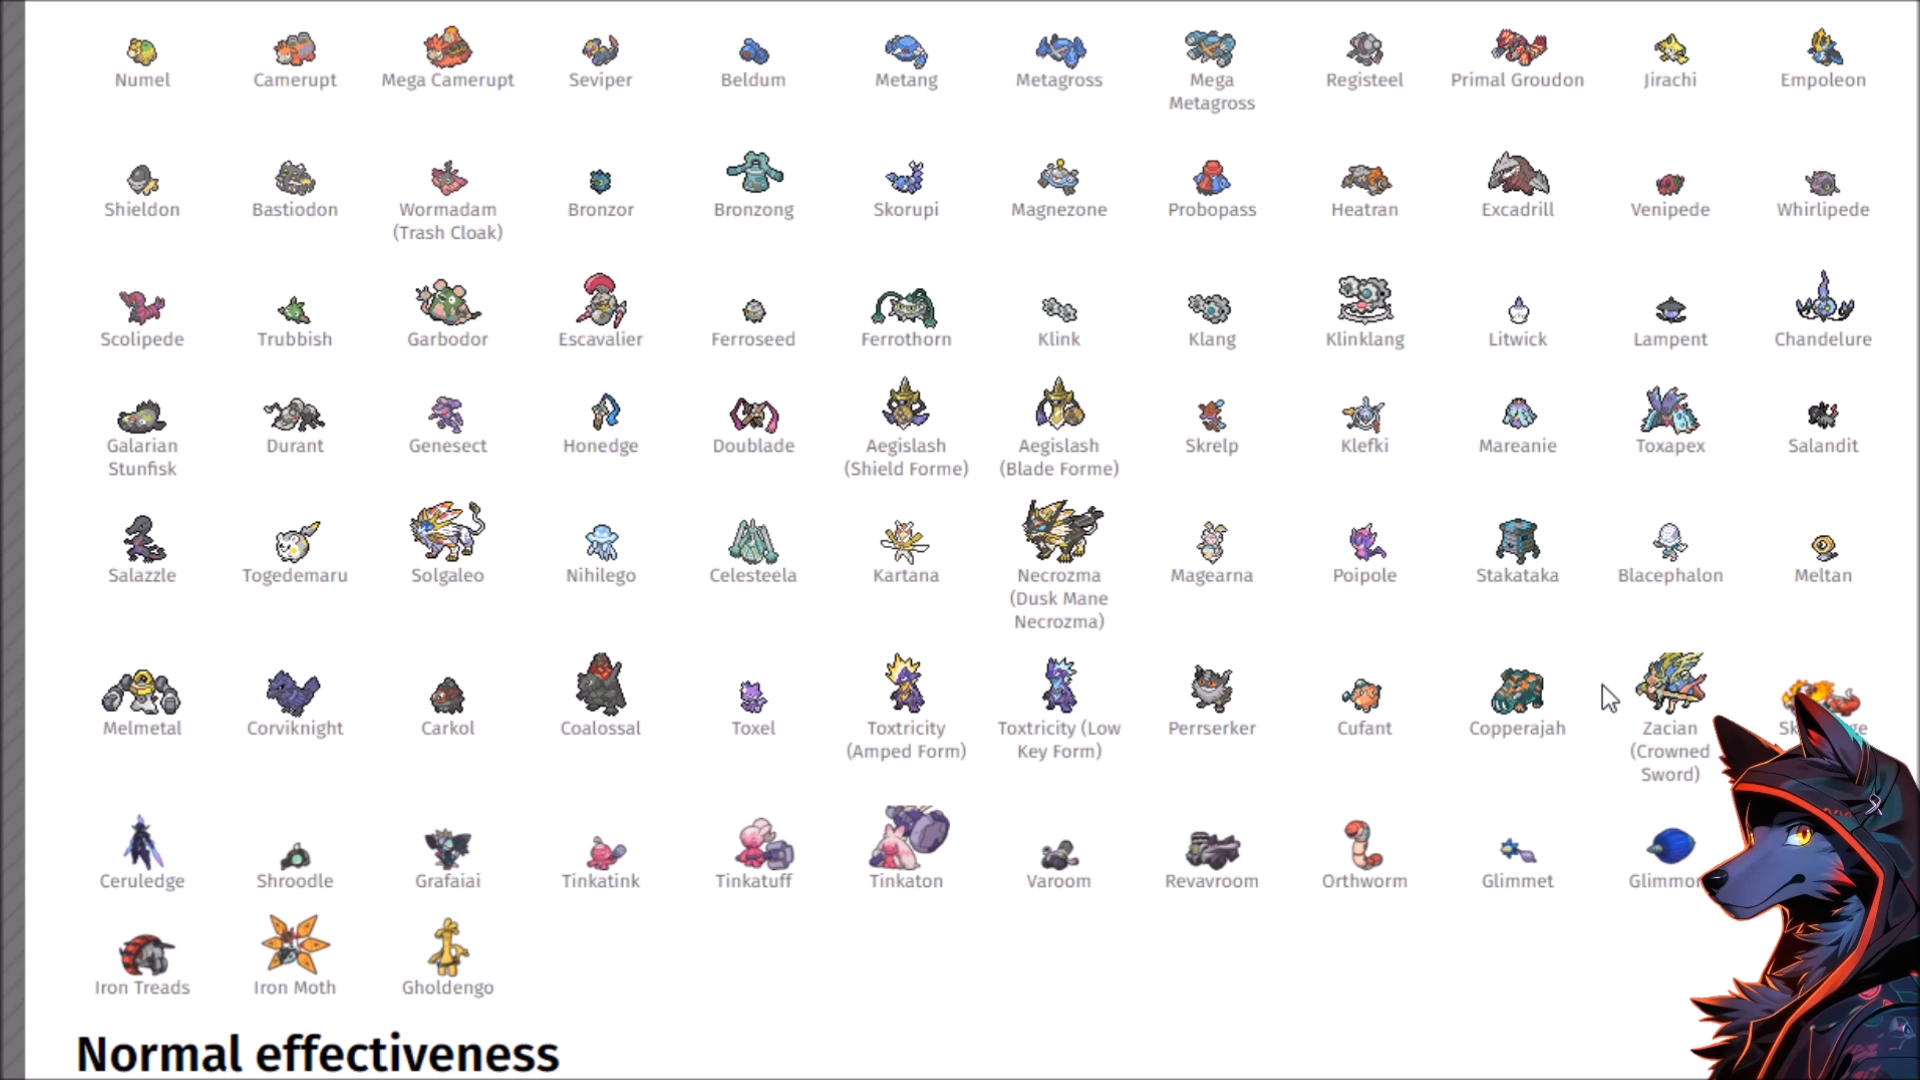 Numel Camerupt Mega Camerupt Seviper Beldum Metang Metagross Mega Registeel Primal Groudon Jirachi Empoleon
Metagross
Shieldon Bastiodon Wormadam Bronzor Bronzong Skorupi Magnezone Probopass Heatran Excadrill Venipede Whirlipede
(Trash Cloak)
Scolipede Trubbish Garbodor Escavalier Ferroseed Ferrothorn Klink Klang Klinklang Litwick Lampent Chandelure
Galarian Durant Genesect Honedge Doublade Aegislash Aegislash Skrelp Klefki Mareanie Toxapex Salandit
Stunfisk (Shield Forme) (Blade Forme)
Salazzle Togedemaru Solgaleo Nihilego Celesteela Kartana Necrozma Magearna Poipole Stakataka Blacephalon Meltan
(Dusk Mane
Necrozma)
Melmetal Corviknight Carkol Coalossal Toxel Toxtricity Toxtricity (Low Perrserker Cufant Copperajah Zacian
(Amped Form) Key Form) (Crowned
Sword)
Ceruledge Shroodle Grafaiai Tinkatink Tinkatuff Tinkaton Varoom Revavroom Orthworm Glimmet Glimmor
Iron Treads Iron Moth Gholdengo
Normal effectiveness